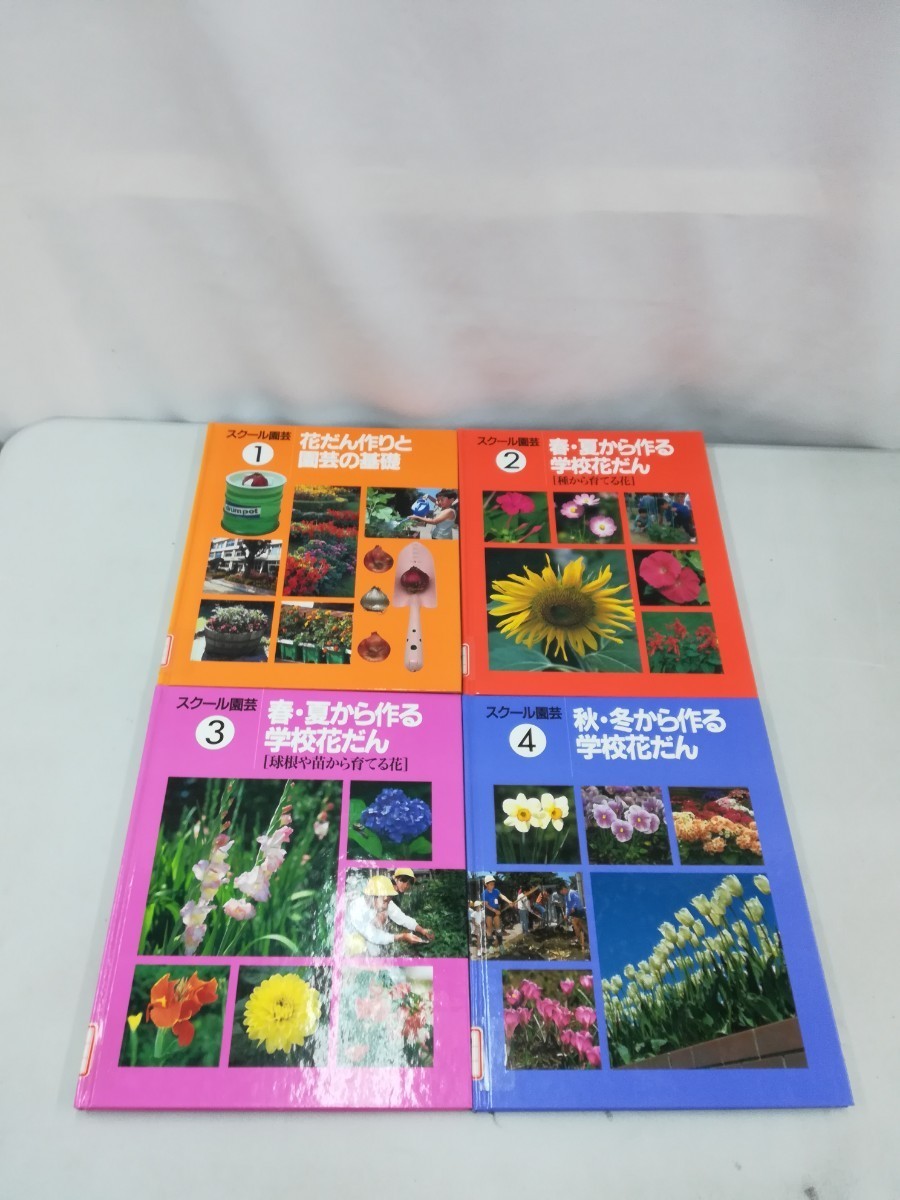 スクール園芸
1
花だん作りと
園芸の基礎
スクール園芸
2
春・夏から作る
学校花だん
[種から育てる花]
スクール園芸
3
春・夏から作る
学校花だん
[球根や苗から育てる花]
スクール園芸
4
秋・冬から作る
学校花だん